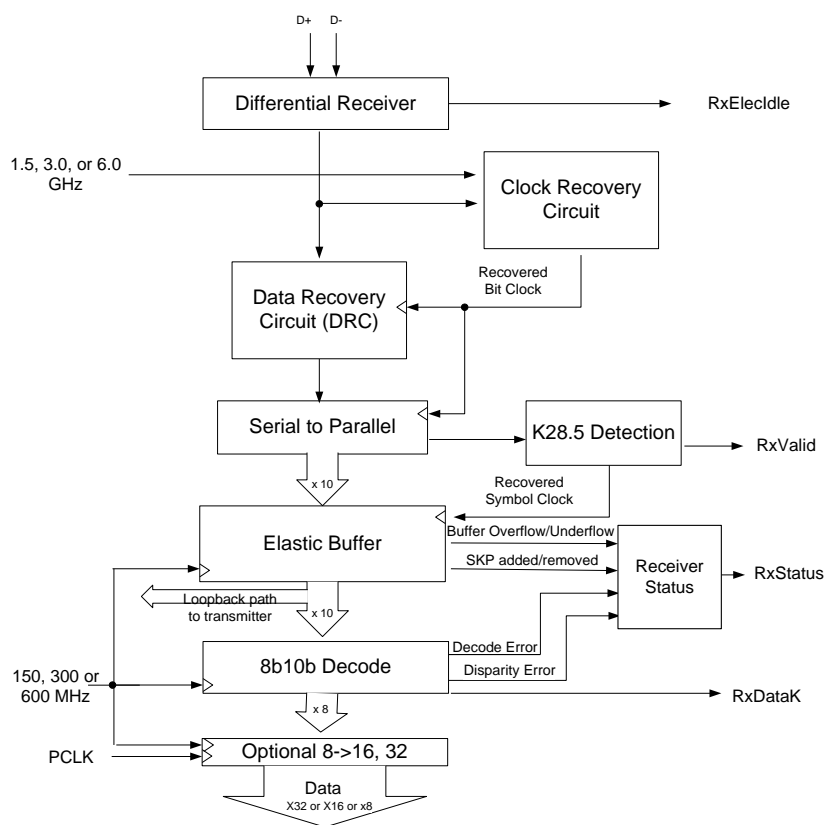 D+ D-
Differential Receiver
RxElecIdle
1.5, 3.0, or 6.0
GHz
Clock Recovery
Circuit
Recovered
Bit Clock
Data Recovery
Circuit (DRC)
Serial to Parallel
K28.5 Detection
RxValid
x 10
Recovered
Symbol Clock
Elastic Buffer
Buffer Overflow/Underflow
SKP added/removed
Receiver
Status
RxStatus
Loopback path
to transmitter
x 10
Decode Error
8b10b Decode
Disparity Error
150, 300 or
600 MHz
RxDataK
x 8
Optional 8->16, 32
PCLK
Data
X32 or X16 or x8